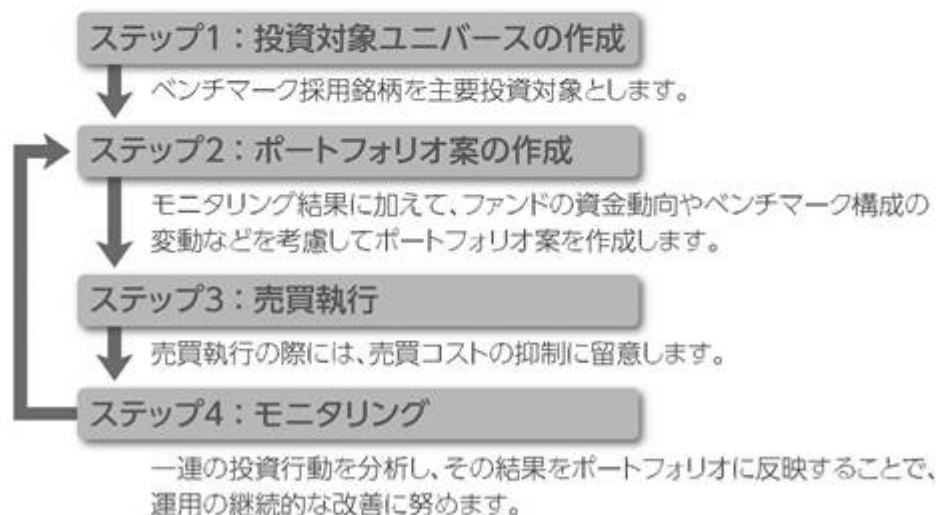 ステップ1：投資対象ユニバースの作成
ベンチマーク採用銘柄を主要投資対象とします。
ステップ2：ポートフォリオ案の作成
モニタリング結果に加えて、ファンドの資金動向やベンチマーク構成の
変動などを考慮してポートフォリオ案を作成します。
ステップ3：売買執行
売買執行の際には、売買コストの抑制に留意します。
ステップ4：モニタリング
一連の投資行動を分析し、その結果をポートフォリオに反映することで、
運用の継続的な改善に努めます。